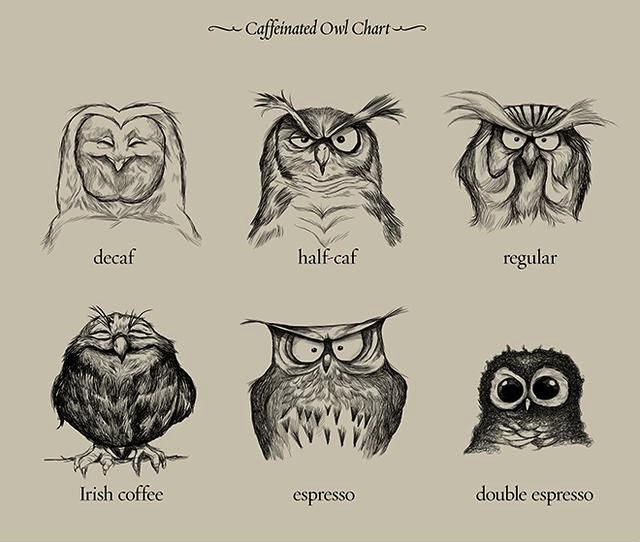 Caffeinated Owl Chart
decaf
half-caf
regular
Irish coffee
espresso
double espresso